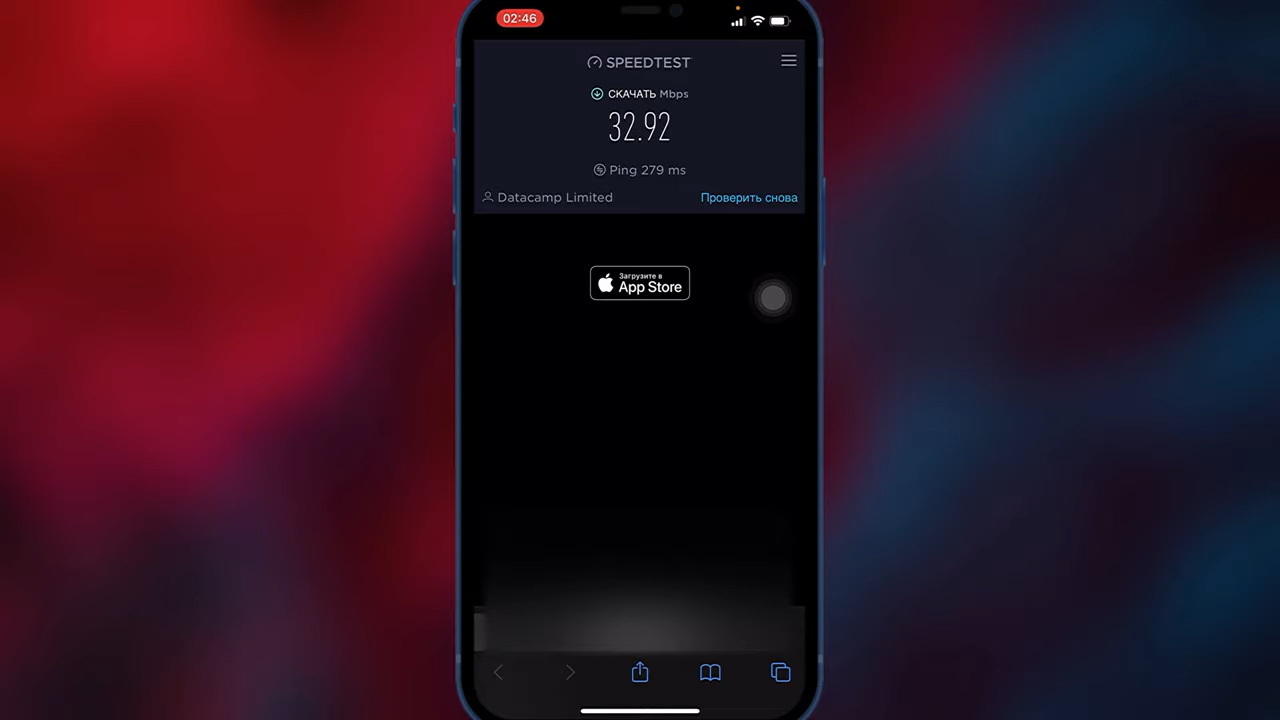 02:46
SPEEDTEST
СКАЧАТЬ Mbps
32.92
Ping 279 ms
Datacamp Limited
Проверить снова
Загрузите в
App Store